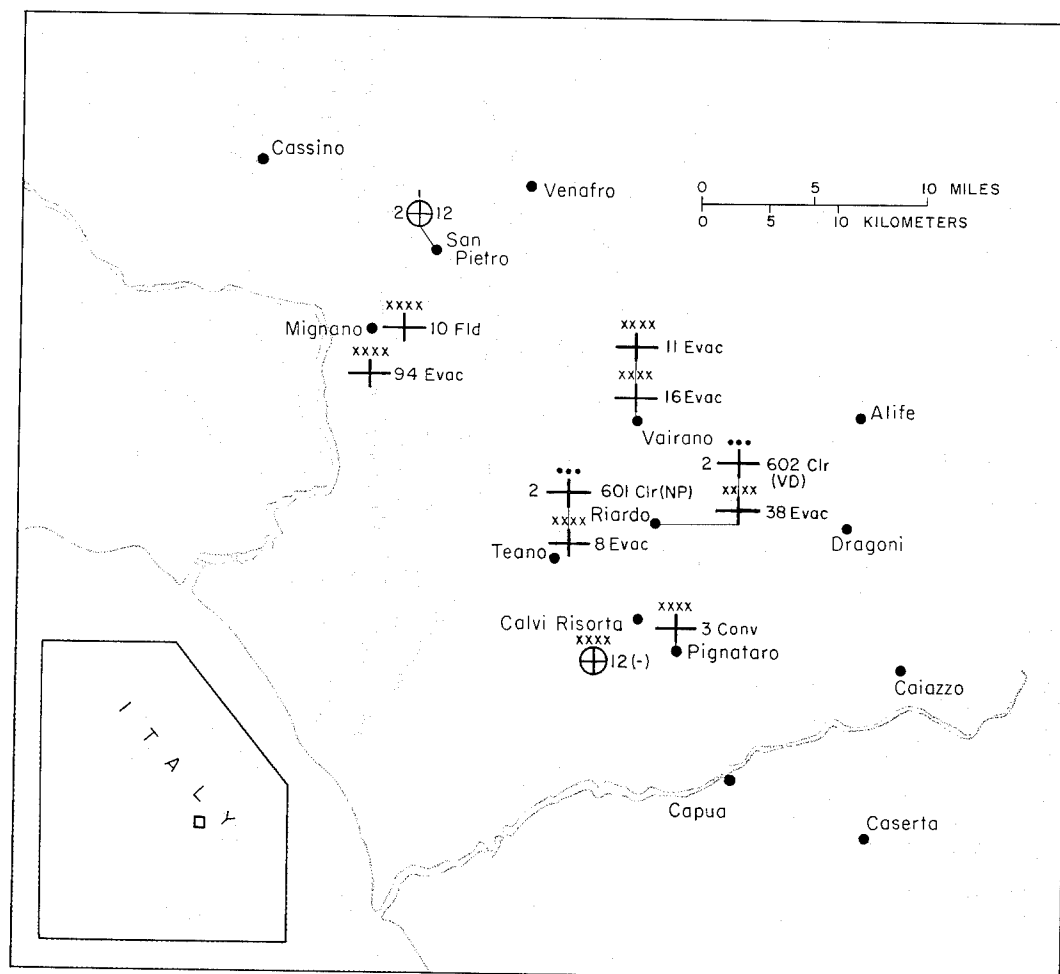 Cassino
Venafro
0 5 10 MILES
0 5 10 KILOMETERS
1
2 12
San
Pietro
xxxx
Mignano 10 Fld
xxxx
94 Evac
xxxx
11 Evac
xxxx
16 Evac
Vairano
Alife
•••
2 602 Clr
(VD)
xxxx
38 Evac
•••
2 601 Clr (NP)
Riardo
xxxx
8 Evac
Teano
Dragoni
Calvi Risorta
xxxx
3 Conv
Pignataro
xxxx
12 (-)
Caiazzo
Capua
Caserta
ITALY